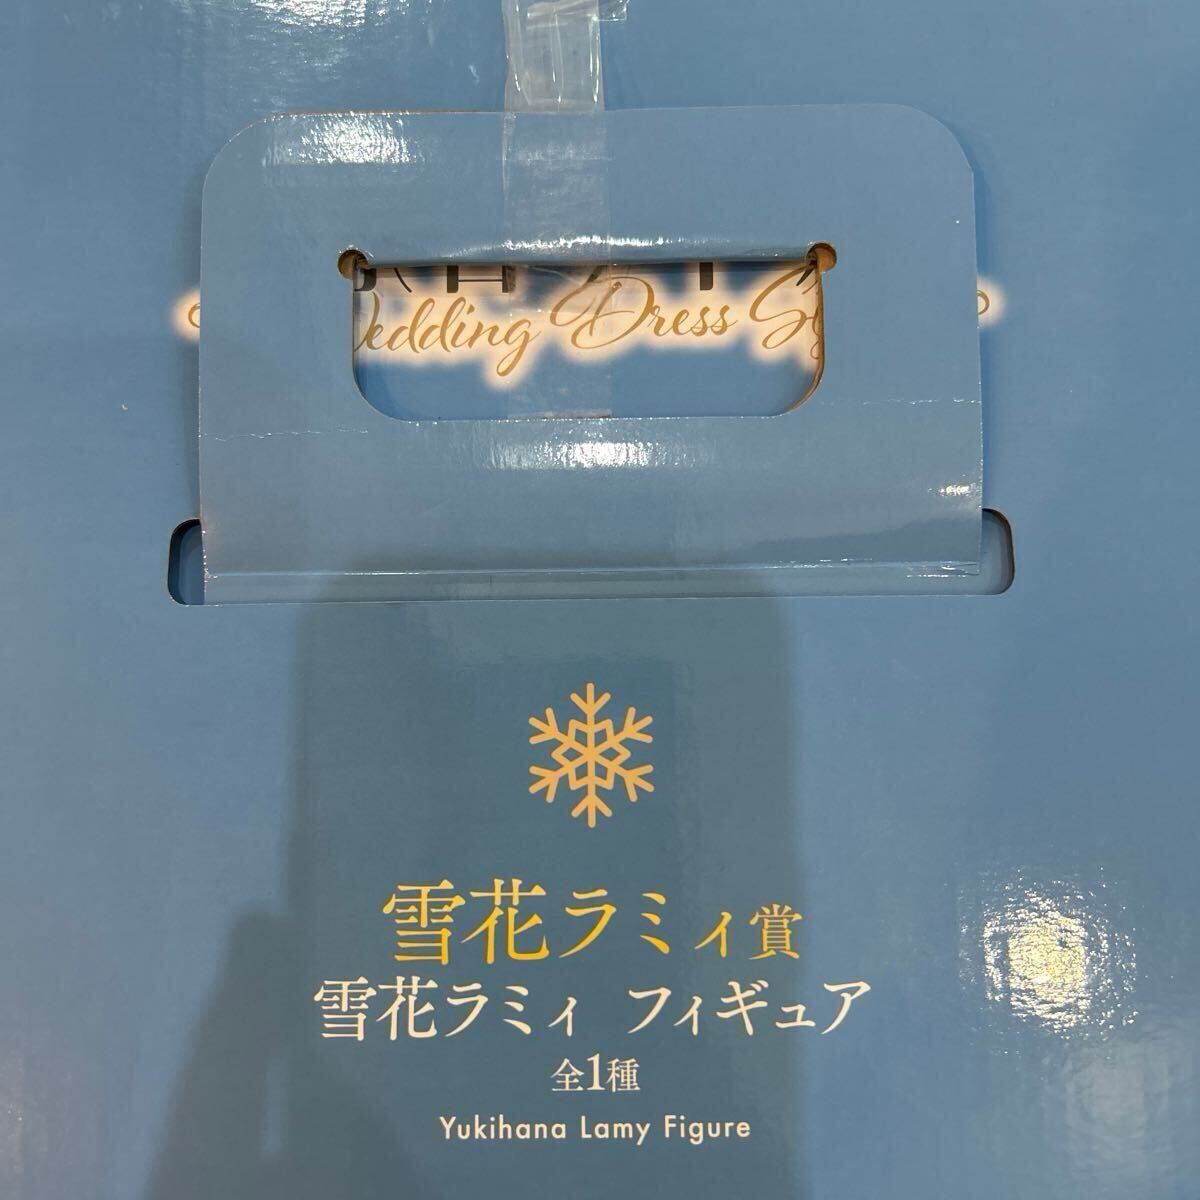 Wedding Dress
雪花ラミィ賞
雪花ラミィ フィギュア
全1種
Yukihana Lamy Figure